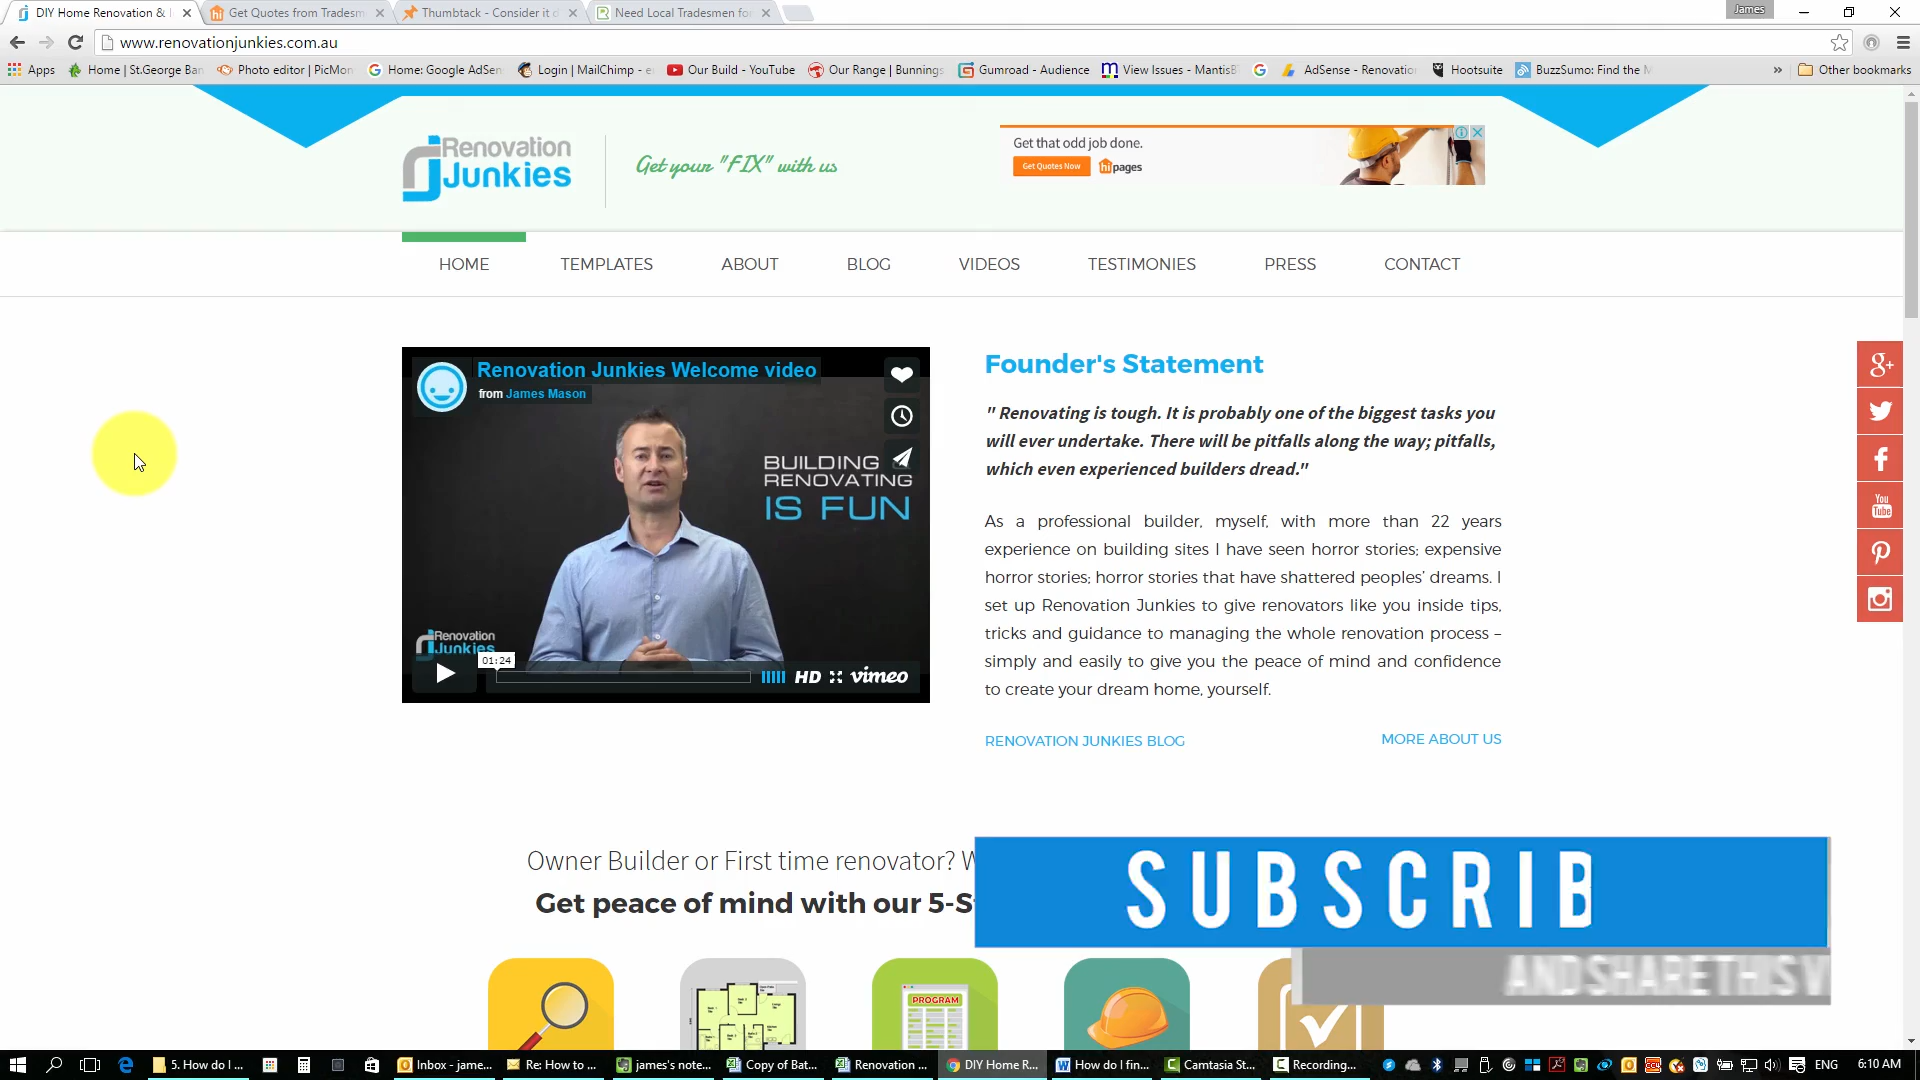 DIY Home Renovation &
Get Quotes from Tradesm
Thumbtack - Consider it d
Need Local Tradesmen for
James
www.renovationjunkies.com.au
Apps
Home | St.George Ban
Photo editor | PicMon
Home: Google AdSen
Login | MailChimp - e
Our Build - YouTube
Our Range | Bunnings
Gumroad - Audience
View Issues - MantisB
AdSense - Renovatio
Hootsuite
BuzzSumo: Find the M
»
Other bookmarks
Renovation
Junkies
Get your "FIX" with us
Get that odd job done.
Get Quotes Now
hipages
HOME
TEMPLATES
ABOUT
BLOG
VIDEOS
TESTIMONIES
PRESS
CONTACT
Renovation Junkies Welcome video
from James Mason
BUILDING &
RENOVATING
IS FUN
Renovation
Junkies
01:24
HD
vimeo
Founder's Statement
" Renovating is tough. It is probably one of the biggest tasks you
will ever undertake. There will be pitfalls along the way; pitfalls,
which even experienced builders dread."
As a professional builder, myself, with more than 22 years
experience on building sites I have seen horror stories; expensive
horror stories; horror stories that have shattered peoples’ dreams. I
set up Renovation Junkies to give renovators like you inside tips,
tricks and guidance to managing the whole renovation process –
simply and easily to give you the peace of mind and confidence
to create your dream home, yourself.
RENOVATION JUNKIES BLOG
MORE ABOUT US
g+
You
Tube
Owner Builder or First time renovator? W
Get peace of mind with our 5-S
SUBSCRIB
AND SHARE THIS V
PROGRAM
5. How do I ...
Inbox - jame...
Re: How to ...
james's note...
Copy of Bat...
Renovation ...
DIY Home R...
How do I fin...
Camtasia St...
Recording...
ENG
6:10 AM